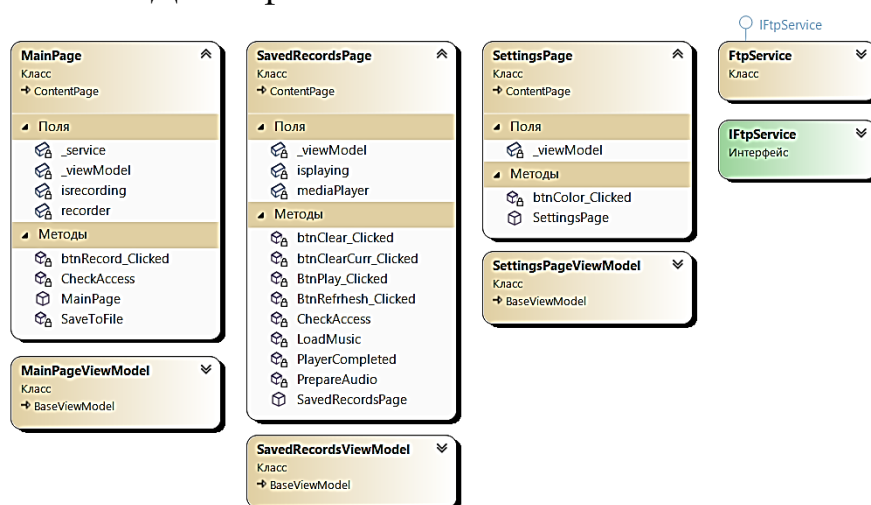 MainPage
Класс
ContentPage
Поля
_service
_viewModel
isrecording
recorder
Методы
btnRecord_Clicked
CheckAccess
MainPage
SaveToFile
MainPageViewModel
Класс
BaseViewModel
SavedRecordsPage
Класс
ContentPage
Поля
_viewModel
isplaying
mediaPlayer
Методы
btnClear_Clicked
btnClearCurr_Clicked
BtnPlay_Clicked
BtnRefrhesh_Clicked
CheckAccess
LoadMusic
PlayerCompleted
PrepareAudio
SavedRecordsPage
SavedRecordsViewModel
Класс
BaseViewModel
SettingsPage
Класс
ContentPage
Поля
_viewModel
Методы
btnColor_Clicked
SettingsPage
SettingsPageViewModel
Класс
BaseViewModel
IFtpService
FtpService
Класс
IFtpService
Интерфейс